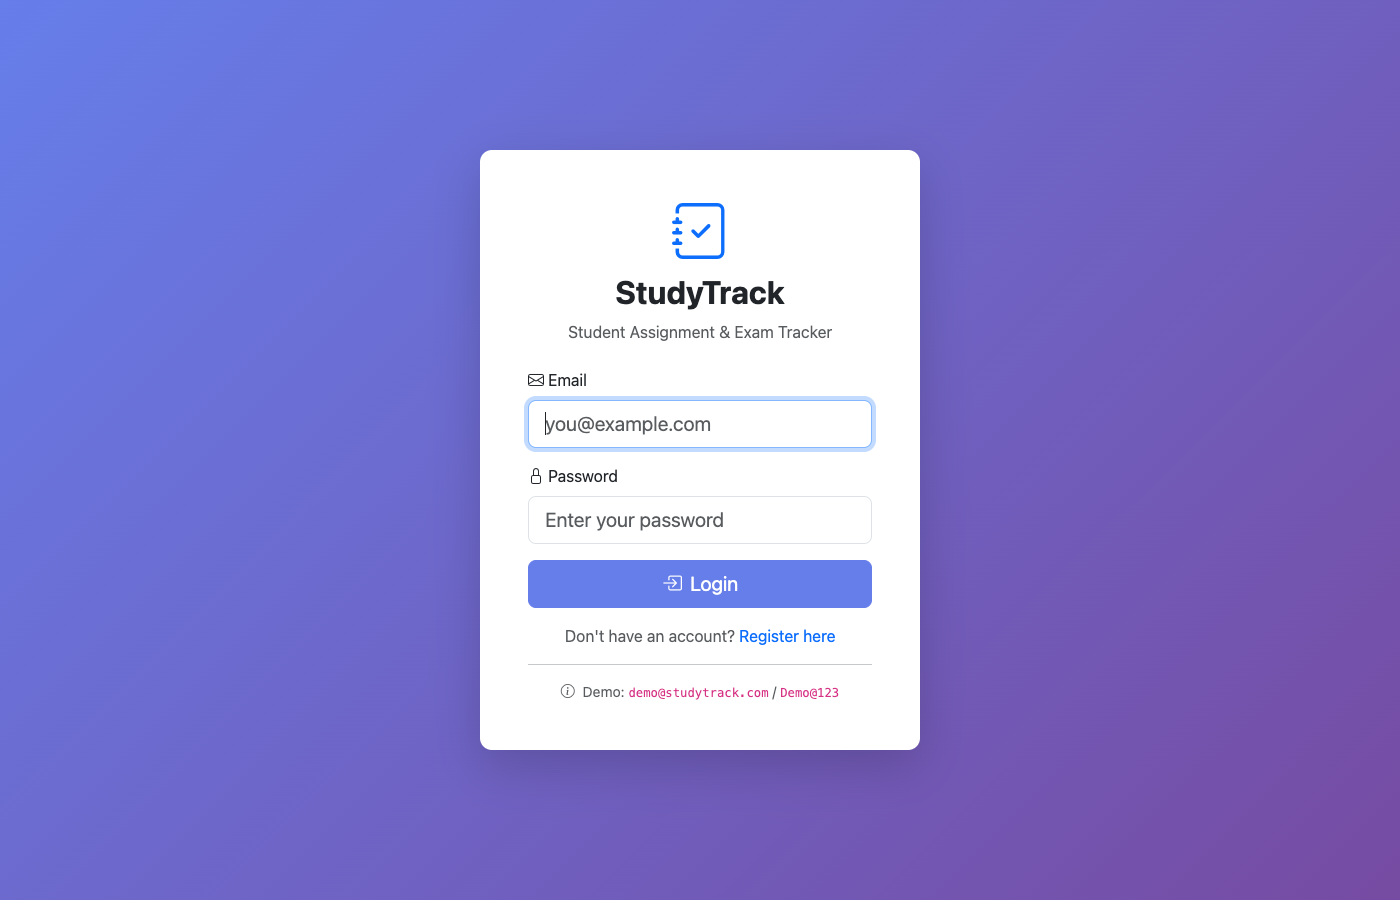 StudyTrack
Student Assignment & Exam Tracker
Email
you@example.com
Password
Enter your password
Login
Don't have an account? Register here
Demo: demo@studytrack.com / Demo@123